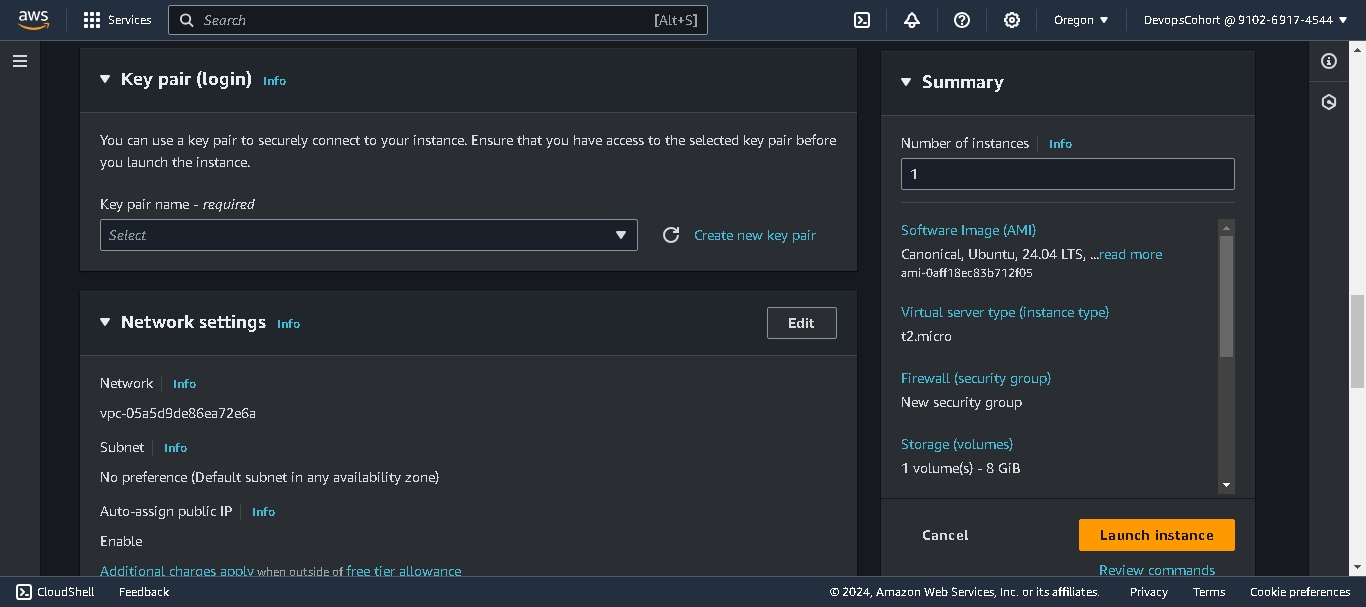 aws
Services
Search
[Alt+S]
Oregon
DevopsCohort @ 9102-6917-4544
Key pair (login)
Info
You can use a key pair to securely connect to your instance. Ensure that you have access to the selected key pair before
you launch the instance.
Key pair name - required
Select
Create new key pair
Network settings
Info
Edit
Network
Info
vpc-05a5d9de86ea72e6a
Subnet
Info
No preference (Default subnet in any availability zone)
Auto-assign public IP
Info
Enable
Additional charges apply when outside of free tier allowance
Summary
Number of instances
Info
1
Software Image (AMI)
Canonical, Ubuntu, 24.04 LTS, ...read more
ami-0aff18ec83b712f05
Virtual server type (instance type)
t2.micro
Firewall (security group)
New security group
Storage (volumes)
1 volume(s) - 8 GiB
Cancel
Launch instance
Review commands
CloudShell
Feedback
© 2024, Amazon Web Services, Inc. or its affiliates.
Privacy
Terms
Cookie preferences